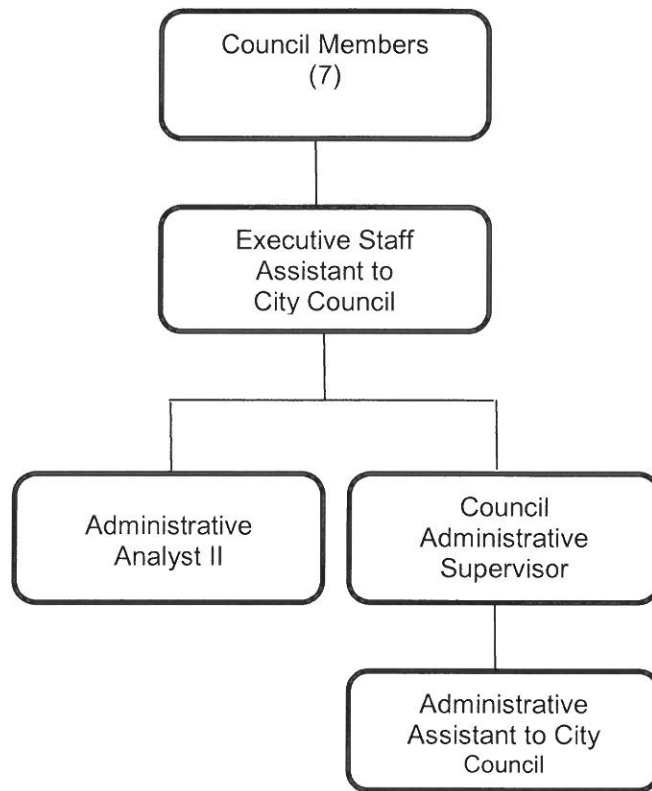 Council Members
(7)
Executive Staff
Assistant to
City Council
Administrative
Analyst II
Council
Administrative
Supervisor
Administrative
Assistant to City
Council